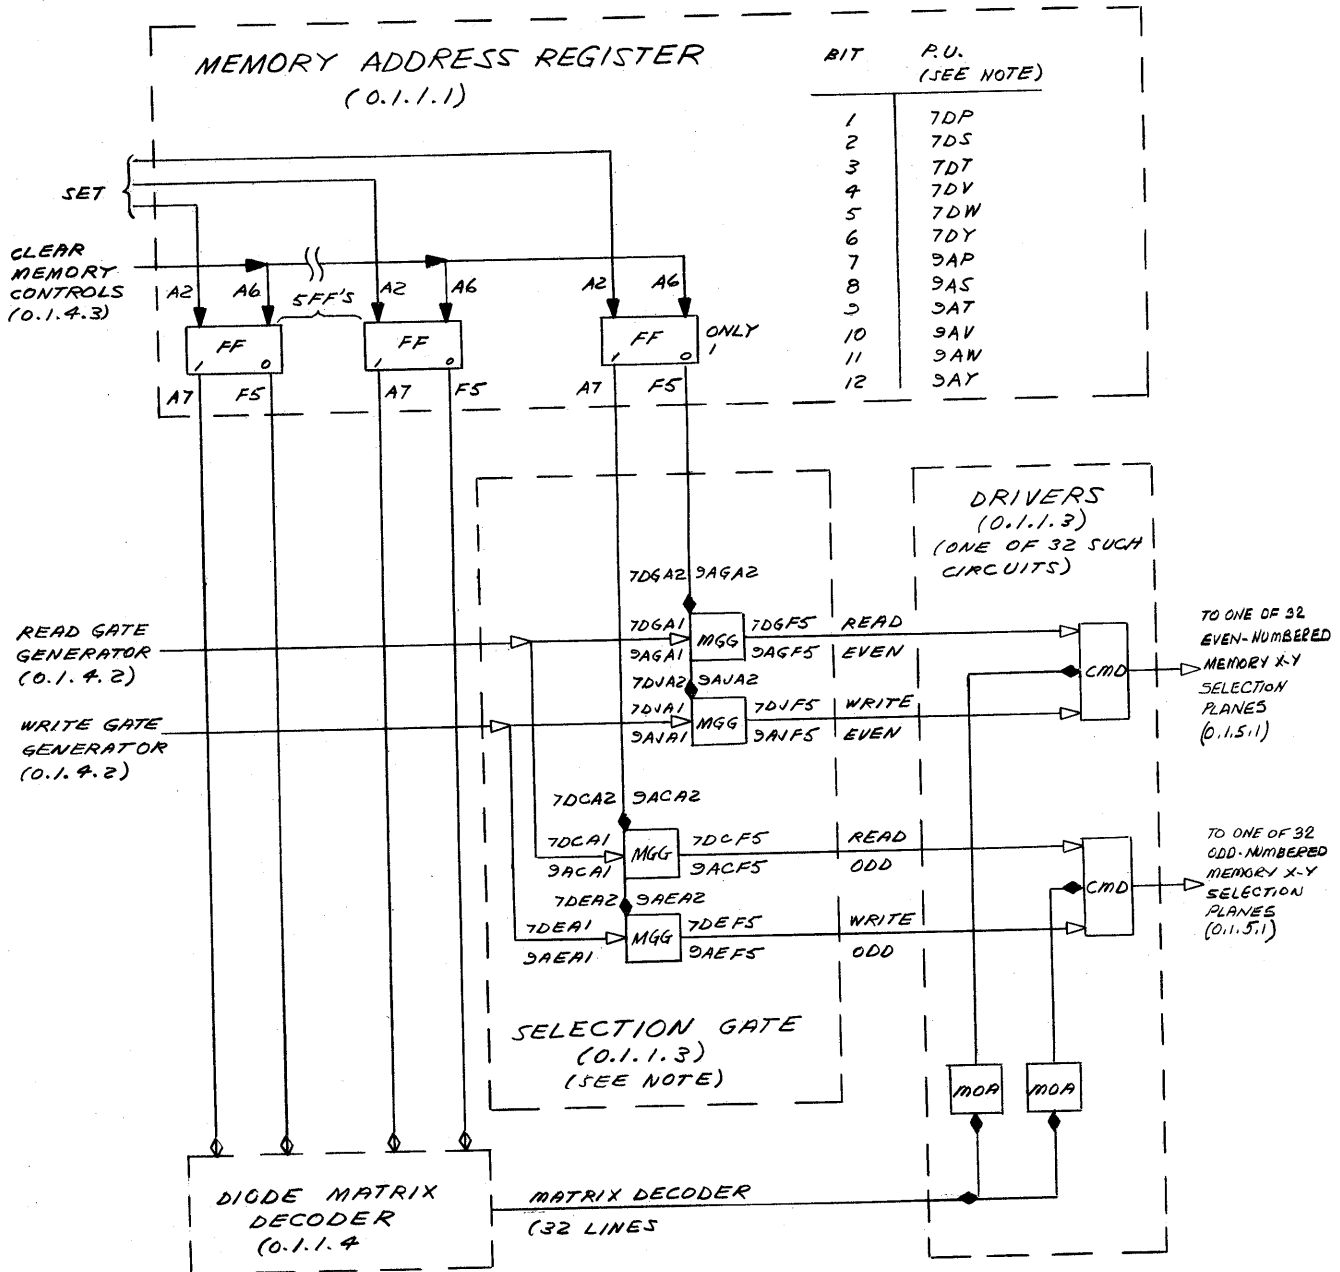 MEMORY ADDRESS REGISTER
(0.1.1.1)
BIT P.U.
(SEE NOTE)
1 7DP
2 7DS
3 7DT
4 7DV
5 7DW
6 7DY
7 9AP
8 9AS
9 9AT
10 9AV
11 9AW
12 9AY
SET
CLEAR
MEMORY
CONTROLS
(0.1.4.3)
A2 A6 5FF'S A2 A6 A2 A6
FF FF FF ONLY
1 0 1 0 1 0 1
A7 F5 A7 F5 A7 F5
DRIVERS
(0.1.1.3)
(ONE OF 32 SUCH
CIRCUITS)
7DGA2 9AGA2
READ GATE
GENERATOR
(0.1.4.2)
7DGA1 MGG 7DGF5 READ
9AGA1 9AGF5 EVEN
7DJA2 9AJA2
WRITE GATE
GENERATOR
(0.1.4.2)
7DJA1 MGG 7DJF5 WRITE
9AJA1 9AJF5 EVEN
CMD
TO ONE OF 32
EVEN-NUMBERED
MEMORY X-Y
SELECTION
PLANES
(0.1.5.1)
7DCA2 9ACA2
7DCA1 MGG 7DCF5 READ
9ACA1 9ACF5 ODD
7DEA2 9AEA2
7DEA1 MGG 7DEF5 WRITE
9AEA1 9AEF5 ODD
CMD
TO ONE OF 32
ODD-NUMBERED
MEMORY X-Y
SELECTION
PLANES
(0.1.5.1)
SELECTION GATE
(0.1.1.3)
(SEE NOTE)
MOA MOA
DIODE MATRIX
DECODER
(0.1.1.4
MATRIX DECODER
(32 LINES